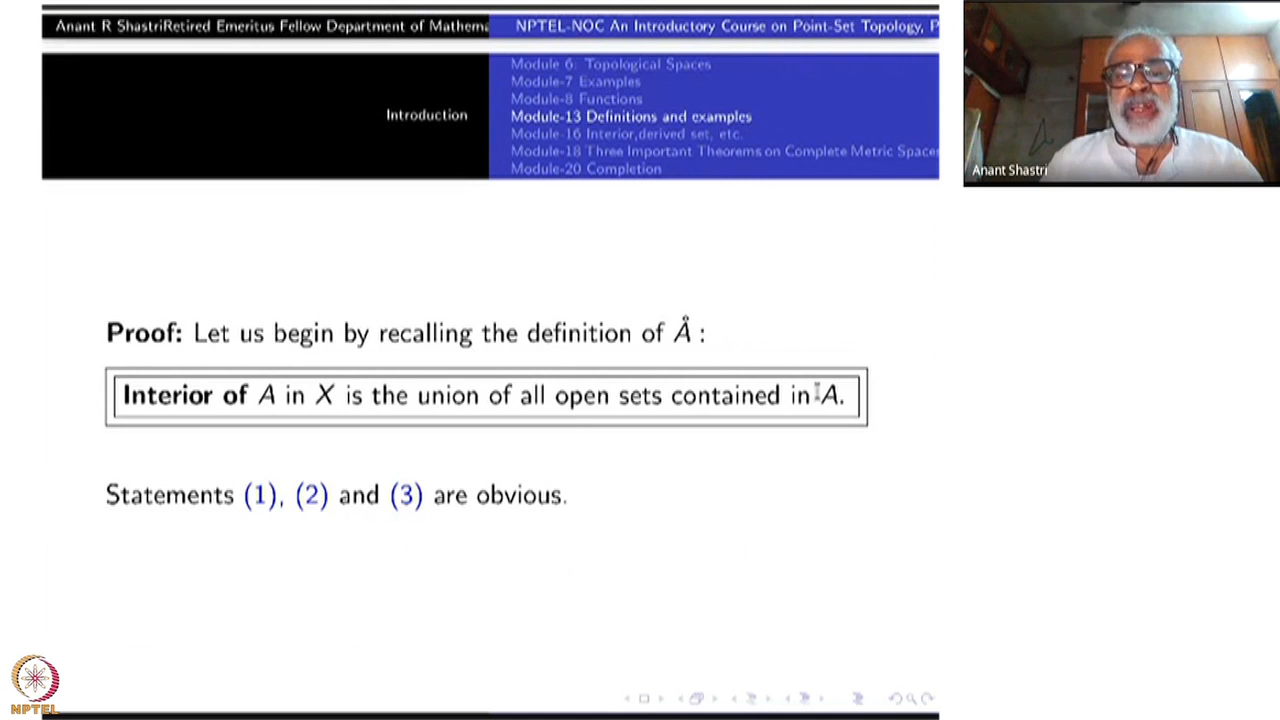 Anant R ShastriRetired Emeritus Fellow Department of Mathema
NPTEL-NOC An Introductory Course on Point-Set Topology, P
Introduction
Module 6: Topological Spaces
Module-7 Examples
Module-8 Functions
Module-13 Definitions and examples
Module-16 Interior,derived set, etc.
Module-18 Three Important Theorems on Complete Metric Space
Module-20 Completion
Anant Shastri
Proof: Let us begin by recalling the definition of Å :
Interior of A in X is the union of all open sets contained in A.
Statements (1), (2) and (3) are obvious.
NPTEL